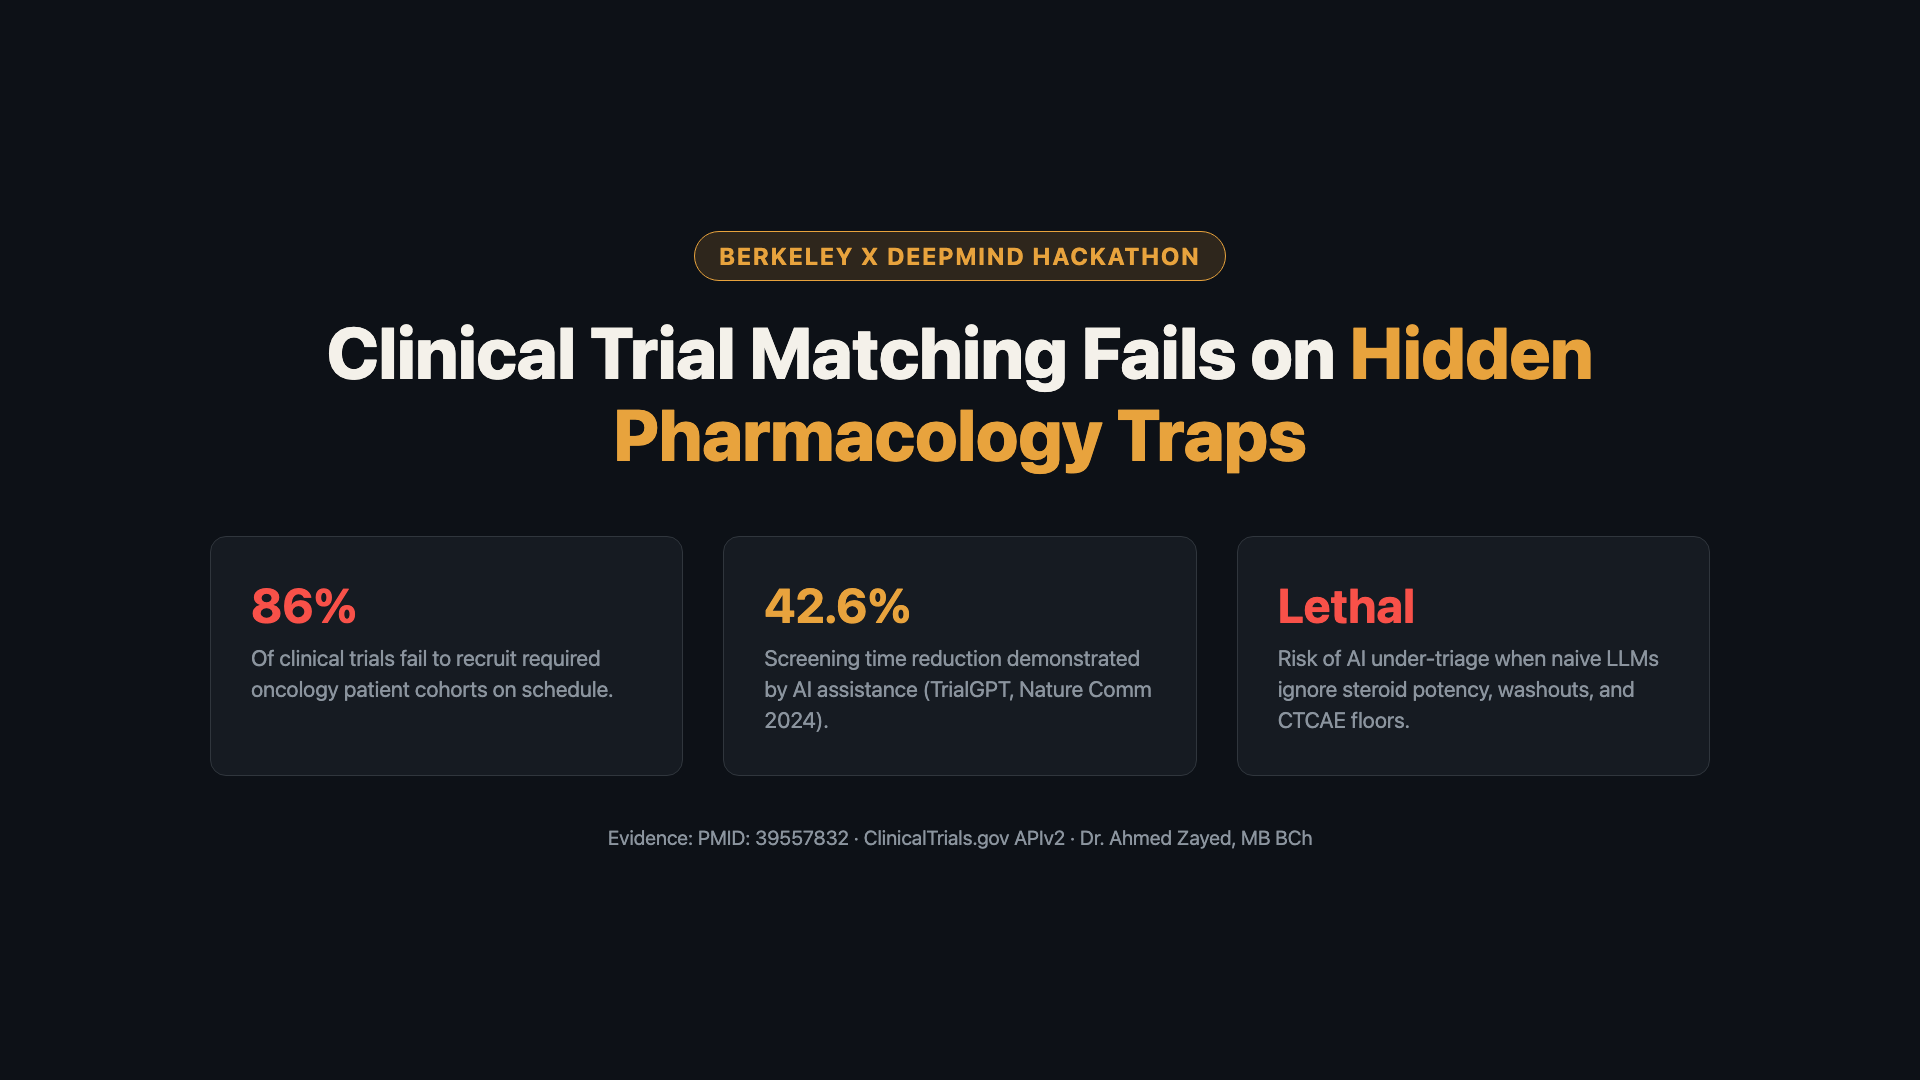 BERKELEY X DEEPMIND HACKATHON
Clinical Trial Matching Fails on Hidden
Pharmacology Traps
86%
Of clinical trials fail to recruit required
oncology patient cohorts on schedule.
42.6%
Screening time reduction demonstrated
by AI assistance (TrialGPT, Nature Comm
2024).
Lethal
Risk of AI under-triage when naive LLMs
ignore steroid potency, washouts, and
CTCAE floors.
Evidence: PMID: 39557832 · ClinicalTrials.gov APIv2 · Dr. Ahmed Zayed, MB BCh